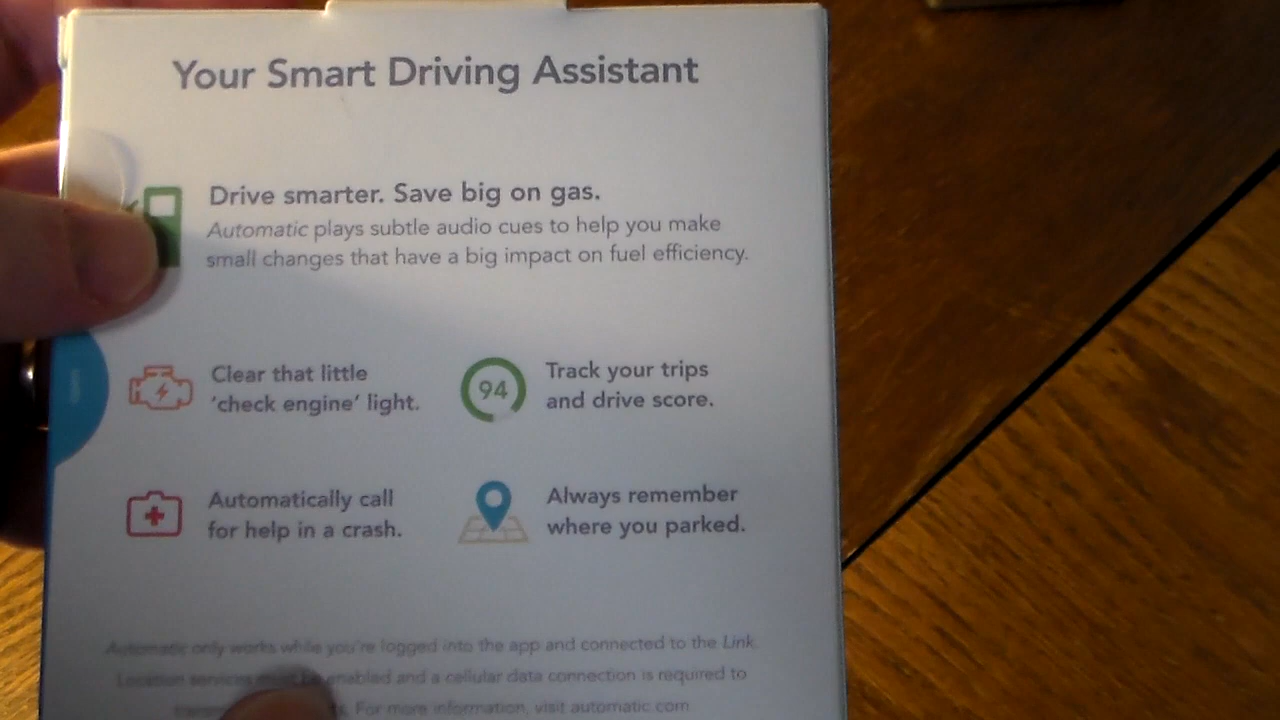 Your Smart Driving Assistant
Drive smarter. Save big on gas.
Automatic plays subtle audio cues to help you make
small changes that have a big impact on fuel efficiency.
Clear that little
'check engine' light.
94
Track your trips
and drive score.
Automatically call
for help in a crash.
Always remember
where you parked.
Automatic only works while you're logged into the app and connected to the Link.
Location services must be enabled and a cellular data connection is required to
For more information, visit automatic.com